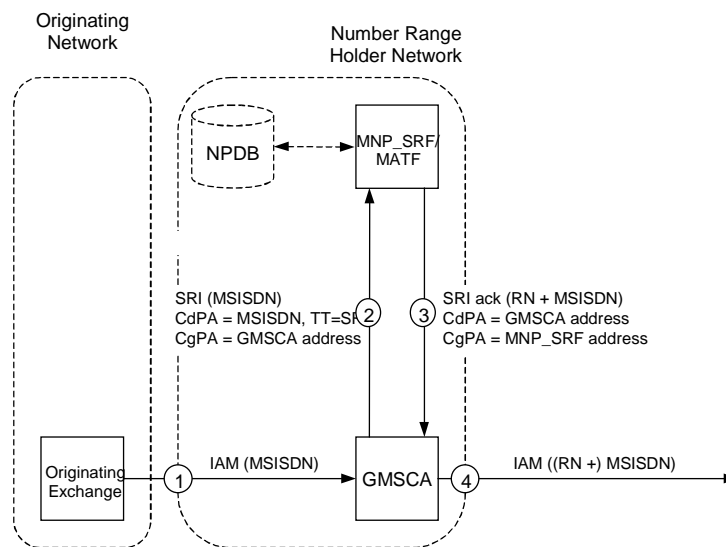 Originating
Network
Number Range
Holder Network
NPDB
MNP_SRF/
MATF
SRI (MSISDN)
CdPA = MSISDN, TT=SF
CgPA = GMSCA address
2
3
SRI ack (RN + MSISDN)
CdPA = GMSCA address
CgPA = MNP_SRF address
Originating
Exchange
1
IAM (MSISDN)
GMSCA
4
IAM ((RN +) MSISDN)